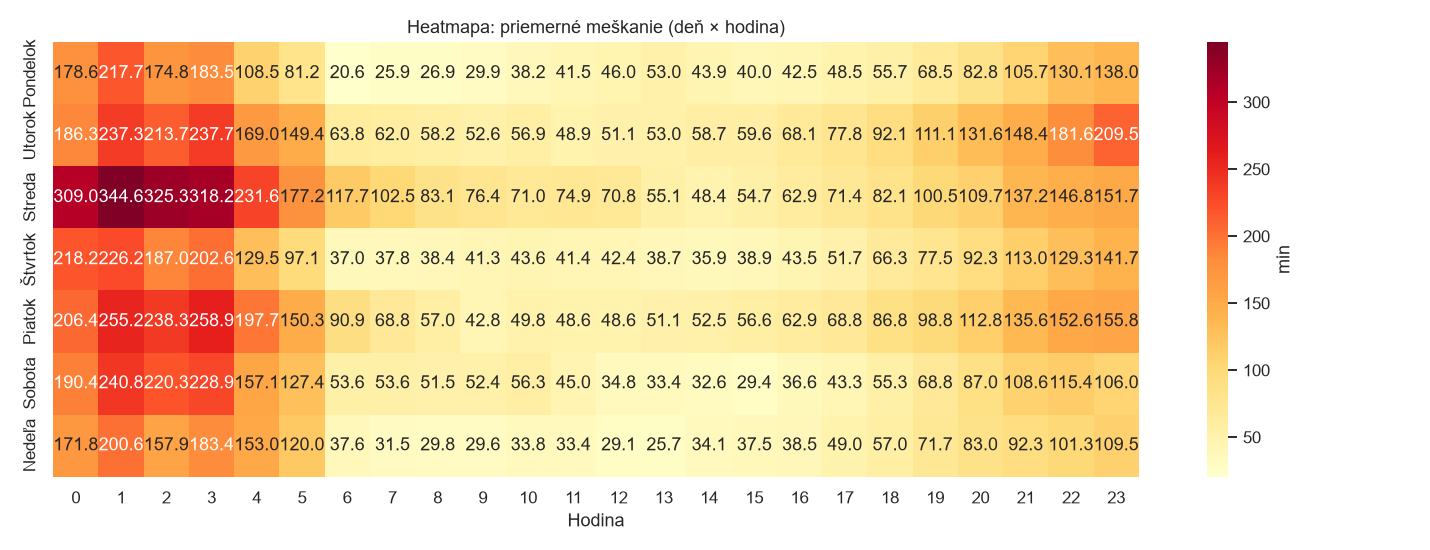 Heatmapa: priemerné meškanie (deň × hodina)
Pondelok 178.6 217.7 174.8 183.5 108.5 81.2 20.6 25.9 26.9 29.9 38.2 41.5 46.0 53.0 43.9 40.0 42.5 48.5 55.7 68.5 82.8 105.7 130.1 138.0
Utorok 186.3 237.3 213.7 237.7 169.0 149.4 63.8 62.0 58.2 52.6 56.9 48.9 51.1 53.0 58.7 59.6 68.1 77.8 92.1 111.1 131.6 148.4 181.6 209.5
Streda 309.0 344.6 325.3 318.2 231.6 177.2 117.7 102.5 83.1 76.4 71.0 74.9 70.8 55.1 48.4 54.7 62.9 71.4 82.1 100.5 109.7 137.2 146.8 151.7
Štvrtok 218.2 226.2 187.0 202.6 129.5 97.1 37.0 37.8 38.4 41.3 43.6 41.4 42.4 38.7 35.9 38.9 43.5 51.7 66.3 77.5 92.3 113.0 129.3 141.7
Piatok 206.4 255.2 238.3 258.9 197.7 150.3 90.9 68.8 57.0 42.8 49.8 48.6 48.6 51.1 52.5 56.6 62.9 68.8 86.8 98.8 112.8 135.6 152.6 155.8
Sobota 190.4 240.8 220.3 228.9 157.1 127.4 53.6 53.6 51.5 52.4 56.3 45.0 34.8 33.4 32.6 29.4 36.6 43.3 55.3 68.8 87.0 108.6 115.4 106.0
Nedeľa 171.8 200.6 157.9 183.4 153.0 120.0 37.6 31.5 29.8 29.6 33.8 33.4 29.1 25.7 34.1 37.5 38.5 49.0 57.0 71.7 83.0 92.3 101.3 109.5
0 1 2 3 4 5 6 7 8 9 10 11 12 13 14 15 16 17 18 19 20 21 22 23
Hodina
300
250
200
150
100
50
min